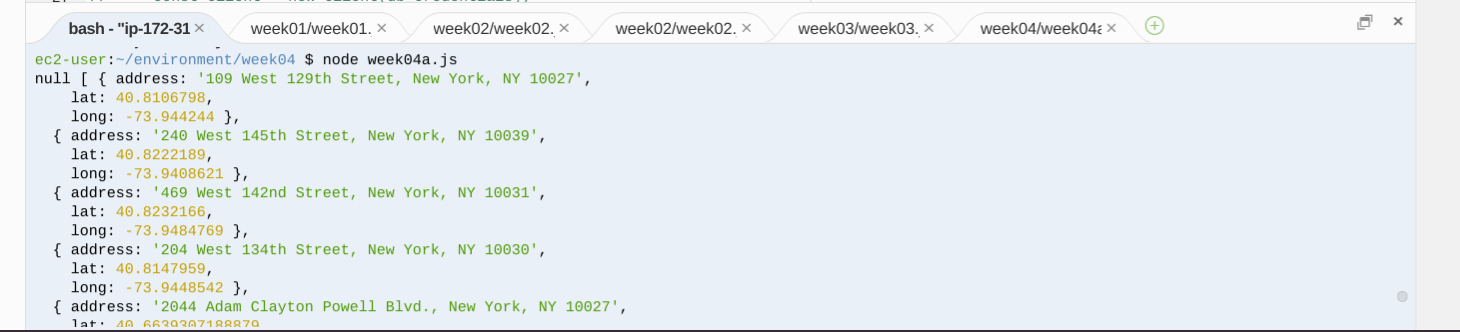 bash - "ip-172-31 × week01/week01. × week02/week02. × week02/week02. × week03/week03. × week04/week04a ×
ec2-user:~/environment/week04 $ node week04a.js
null [ { address: '109 West 129th Street, New York, NY 10027',
lat: 40.8106798,
long: -73.944244 },
{ address: '240 West 145th Street, New York, NY 10039',
lat: 40.8222189,
long: -73.9408621 },
{ address: '469 West 142nd Street, New York, NY 10031',
lat: 40.8232166,
long: -73.9484769 },
{ address: '204 West 134th Street, New York, NY 10030',
lat: 40.8147959,
long: -73.9448542 },
{ address: '2044 Adam Clayton Powell Blvd., New York, NY 10027',
lat: 40.6639307188879